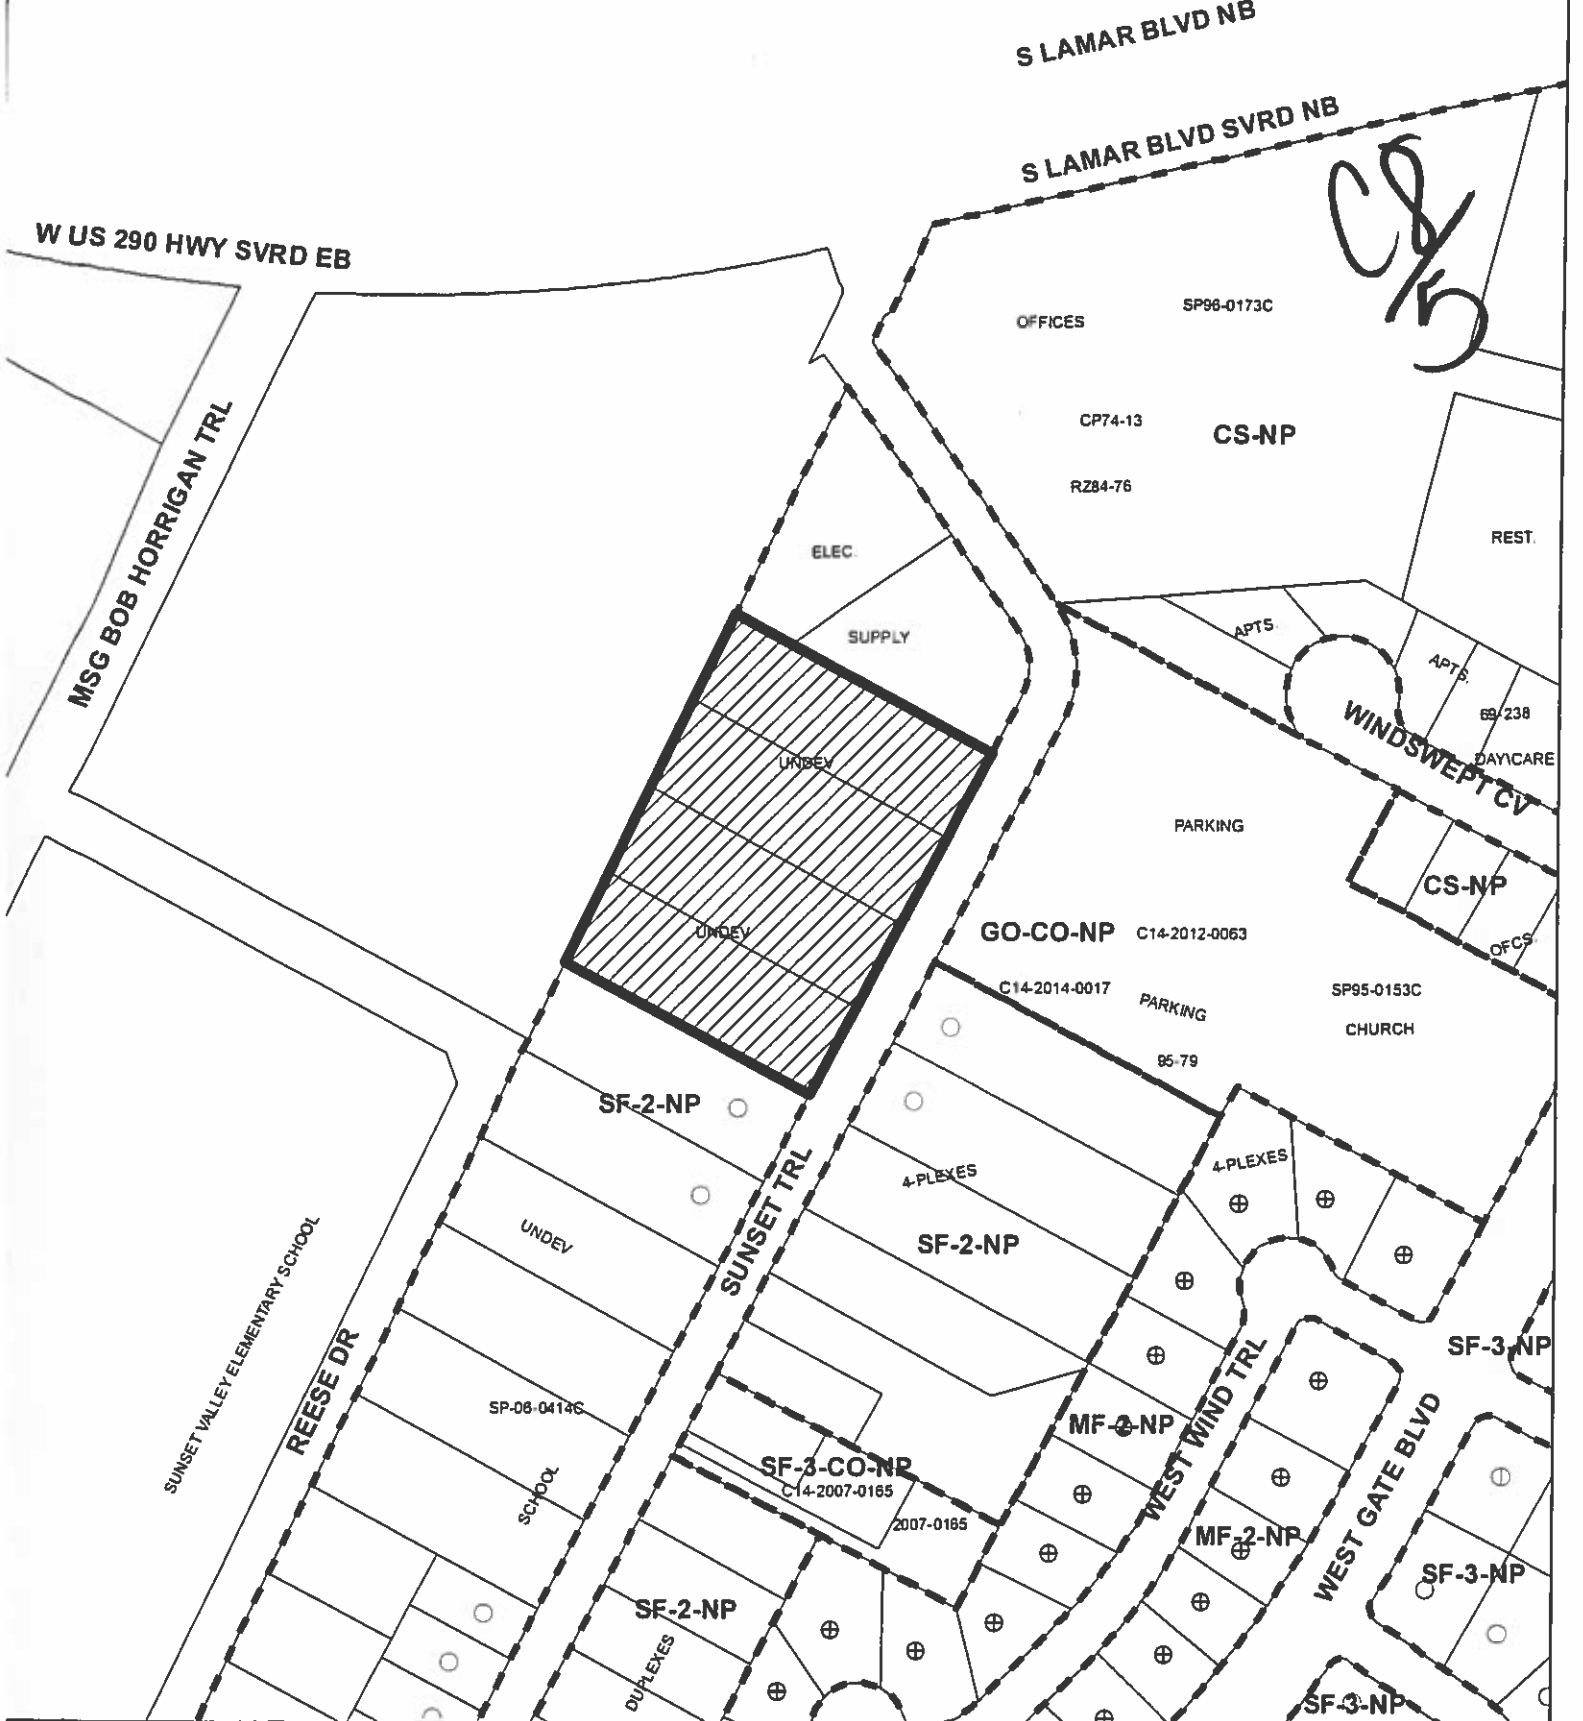 S LAMAR BLVD NB
S LAMAR BLVD SVRD NB
C8/5
W US 290 HWY SVRD EB
OFFICES
SP96-0173C
CP74-13
CS-NP
RZ84-76
MSG BOB HORRIGAN TRL
ELEC.
REST.
SUPPLY
APTS.
APTS.
69-238
WINDSWEPT CV
DAY\CARE
UNDEV
PARKING
CS-NP
UNDEV
GO-CO-NP
C14-2012-0063
OFCS.
C14-2014-0017
PARKING
SP95-0153C
CHURCH
95-79
SF-2-NP
4-PLEXES
4-PLEXES
SUNSET TRL
UNDEV
SF-2-NP
SUNSET VALLEY ELEMENTARY SCHOOL
REESE DR
SF-3-NP
SP-06-0414C
MF-2-NP
WEST WIND TRL
WEST GATE BLVD
SF-3-CO-NP
C14-2007-0165
SCHOOL
2007-0165
MF-2-NP
SF-3-NP
SF-2-NP
DUPLEXES
SF-3-NP